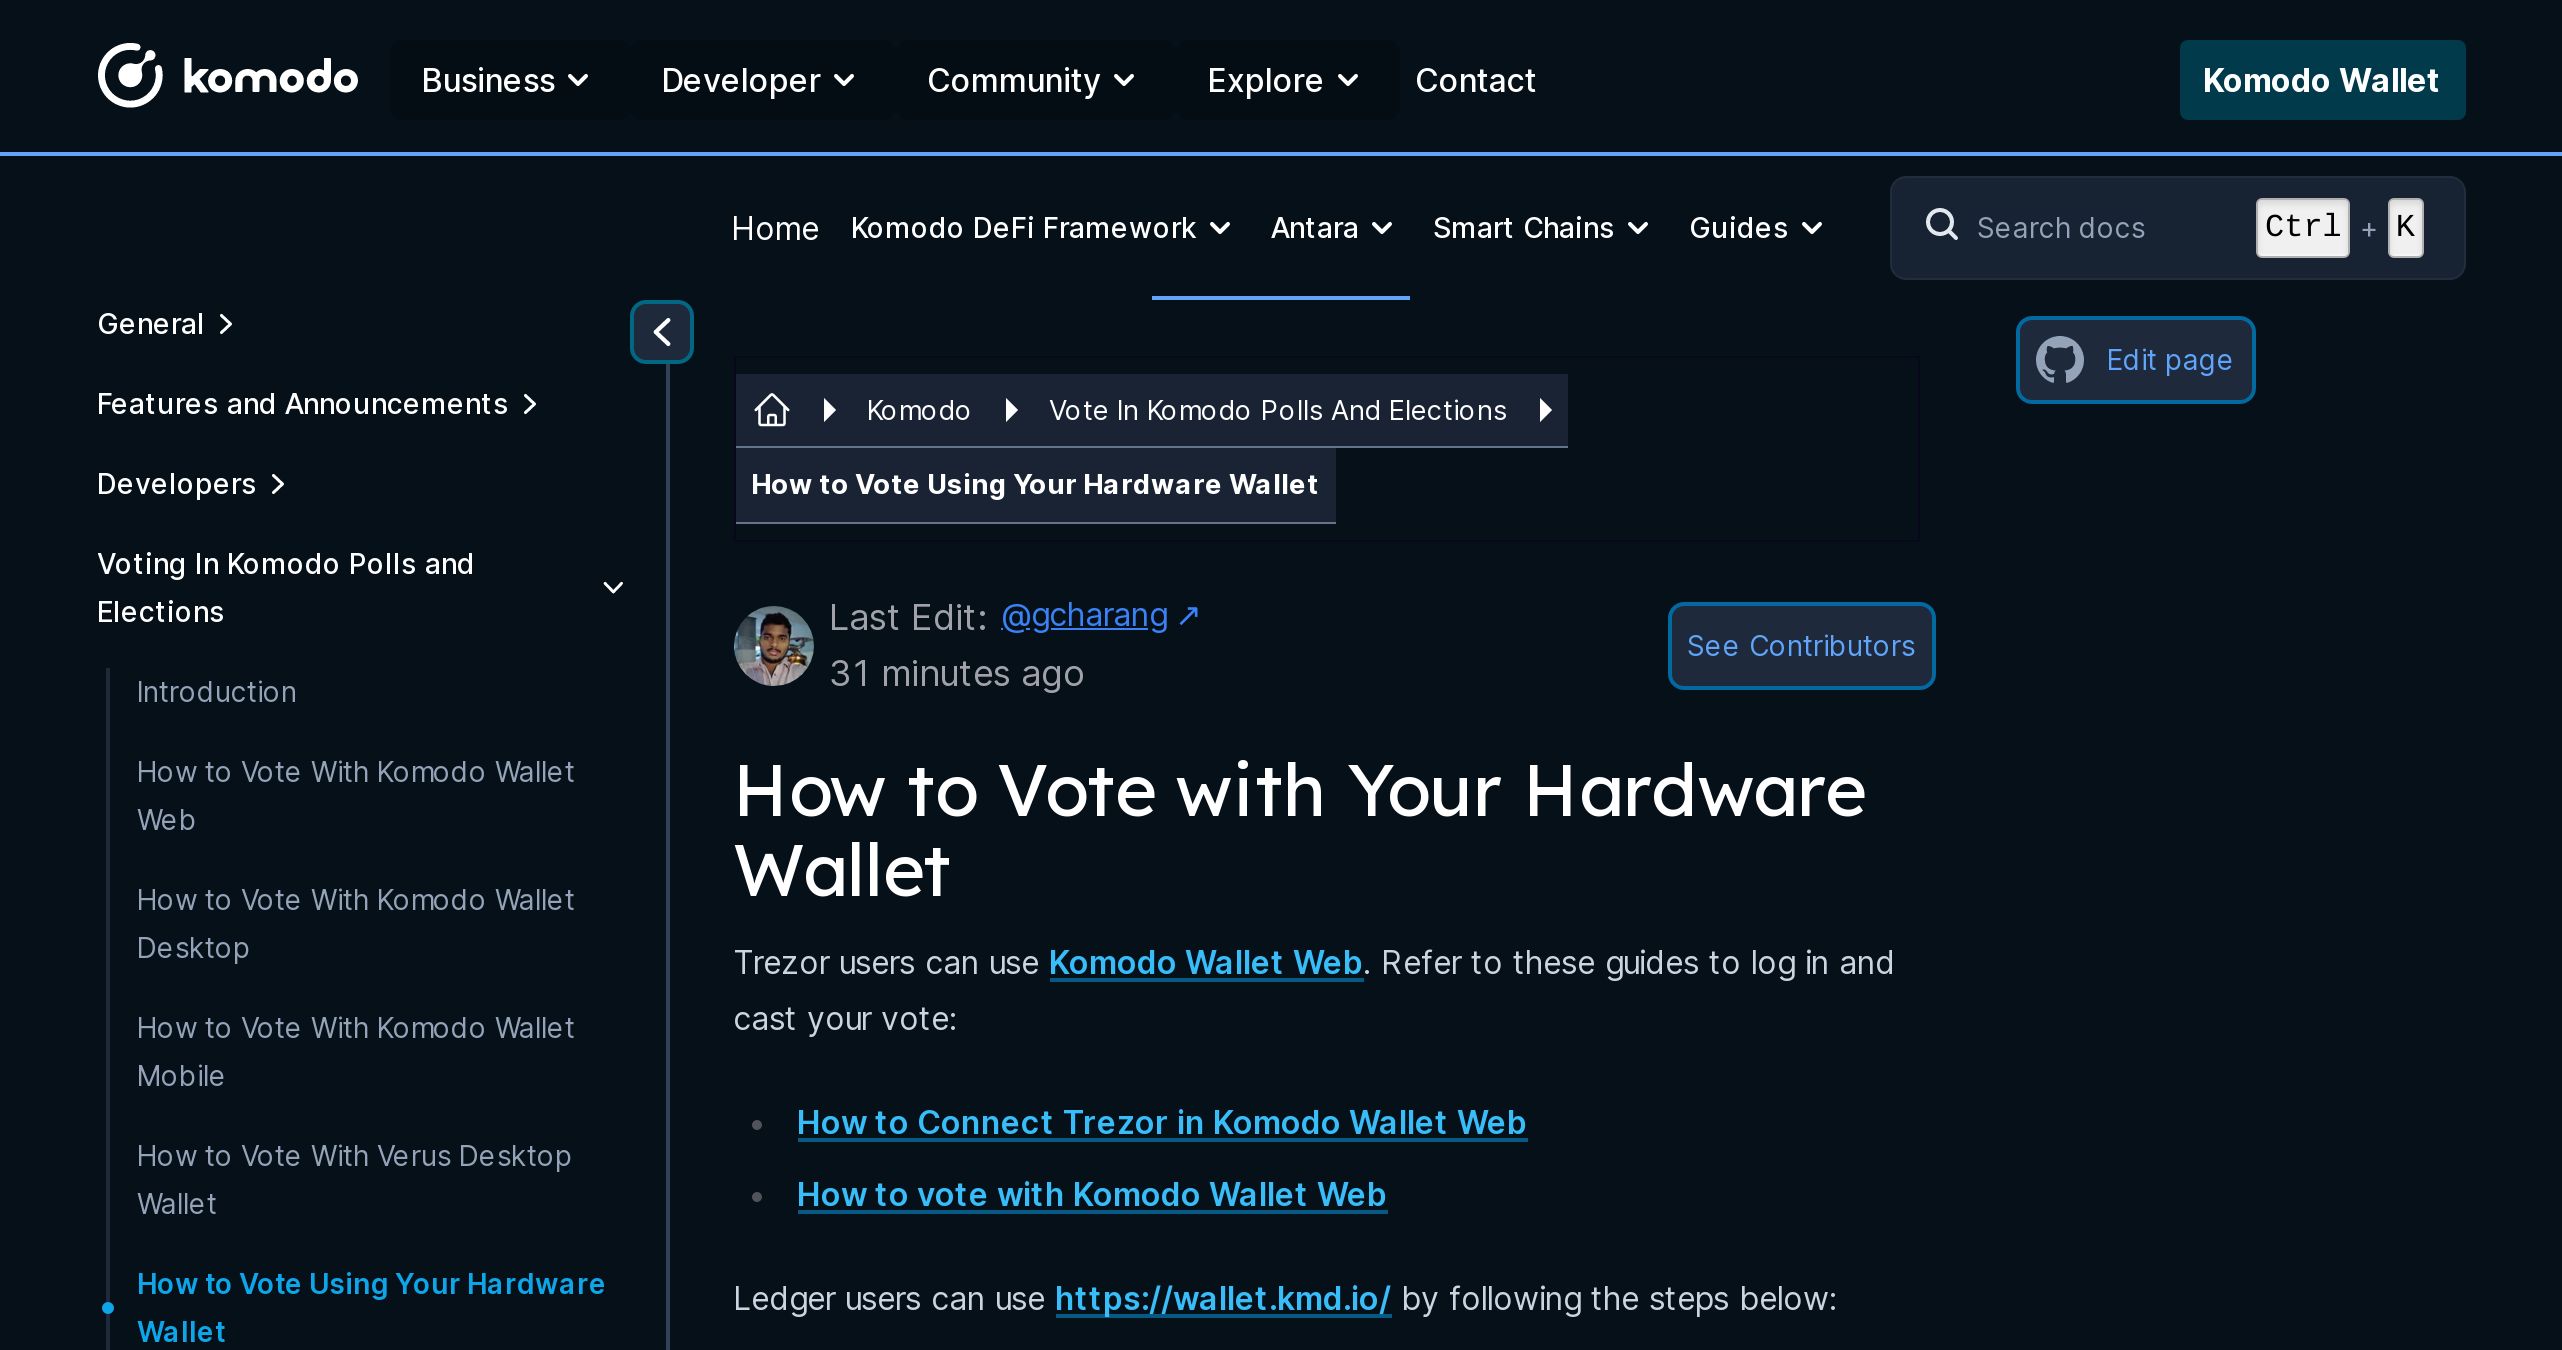 komodo
Business
Developer
Community
Explore
Contact
Komodo Wallet
Home
Komodo DeFi Framework
Antara
Smart Chains
Guides
Search docs
Ctrl + K
General
Features and Announcements
Developers
Voting In Komodo Polls and
Elections
Introduction
How to Vote With Komodo Wallet
Web
How to Vote With Komodo Wallet
Desktop
How to Vote With Komodo Wallet
Mobile
How to Vote With Verus Desktop
Wallet
How to Vote Using Your Hardware
Wallet
Komodo
Vote In Komodo Polls And Elections
How to Vote Using Your Hardware Wallet
Edit page
Last Edit: @gcharang ↗
31 minutes ago
See Contributors
How to Vote with Your Hardware
Wallet
Trezor users can use Komodo Wallet Web. Refer to these guides to log in and
cast your vote:
How to Connect Trezor in Komodo Wallet Web
How to vote with Komodo Wallet Web
Ledger users can use https://wallet.kmd.io/ by following the steps below: